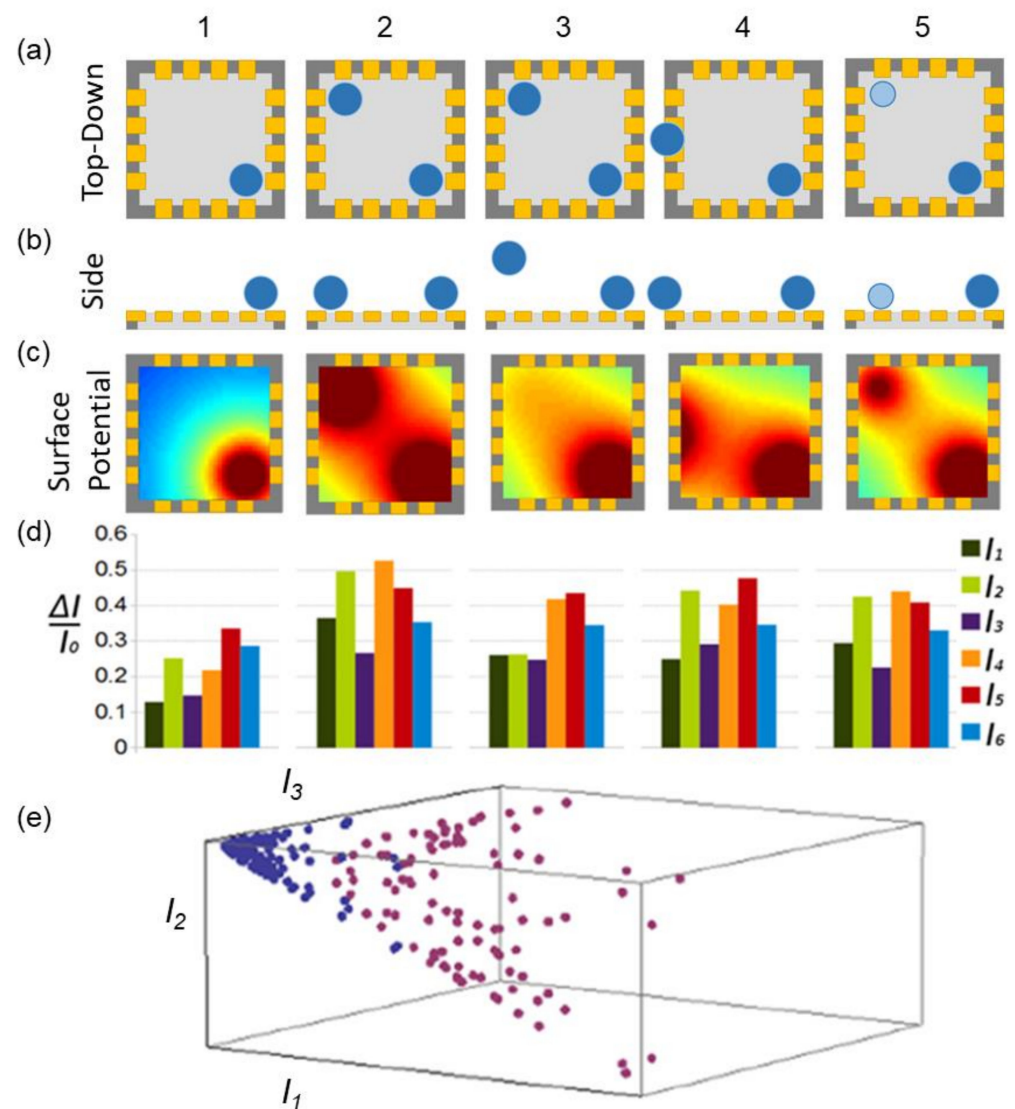 1 2 3 4 5
(a)
Top-Down
(b)
Side
(c)
Surface
Potential
(d)
0.6
0.5
0.4
0.3
0.2
0.1
0
ΔI
I₀
I₁
I₂
I₃
I₄
I₅
I₆
(e)
I₃
I₂
I₁